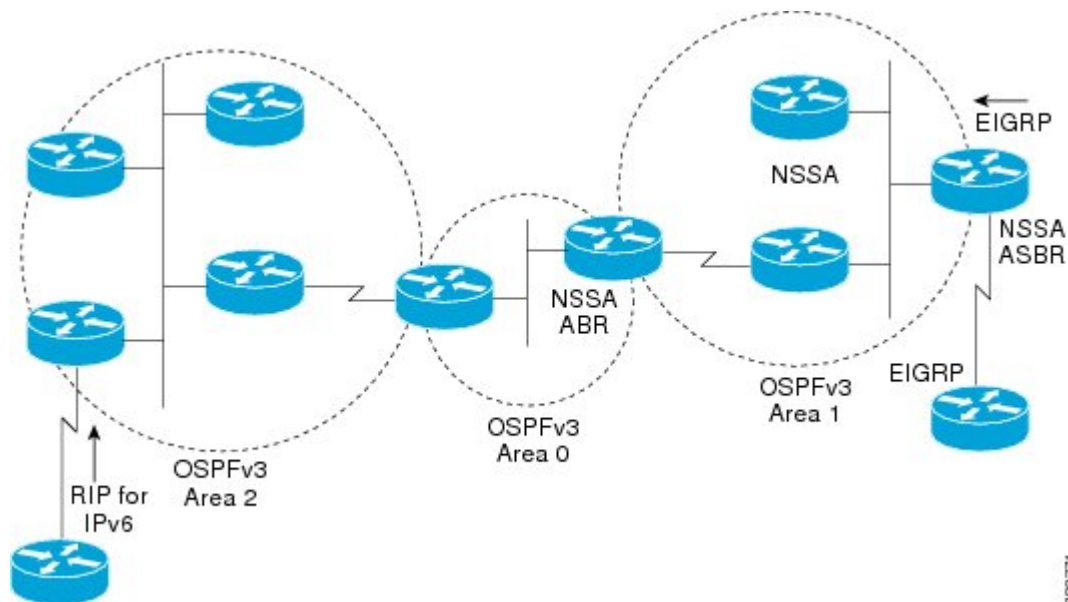 EIGRP
NSSA
NSSA
ASBR
NSSA
ABR
EIGRP
OSPFv3
Area 1
OSPFv3
Area 0
OSPFv3
Area 2
RIP for
IPv6